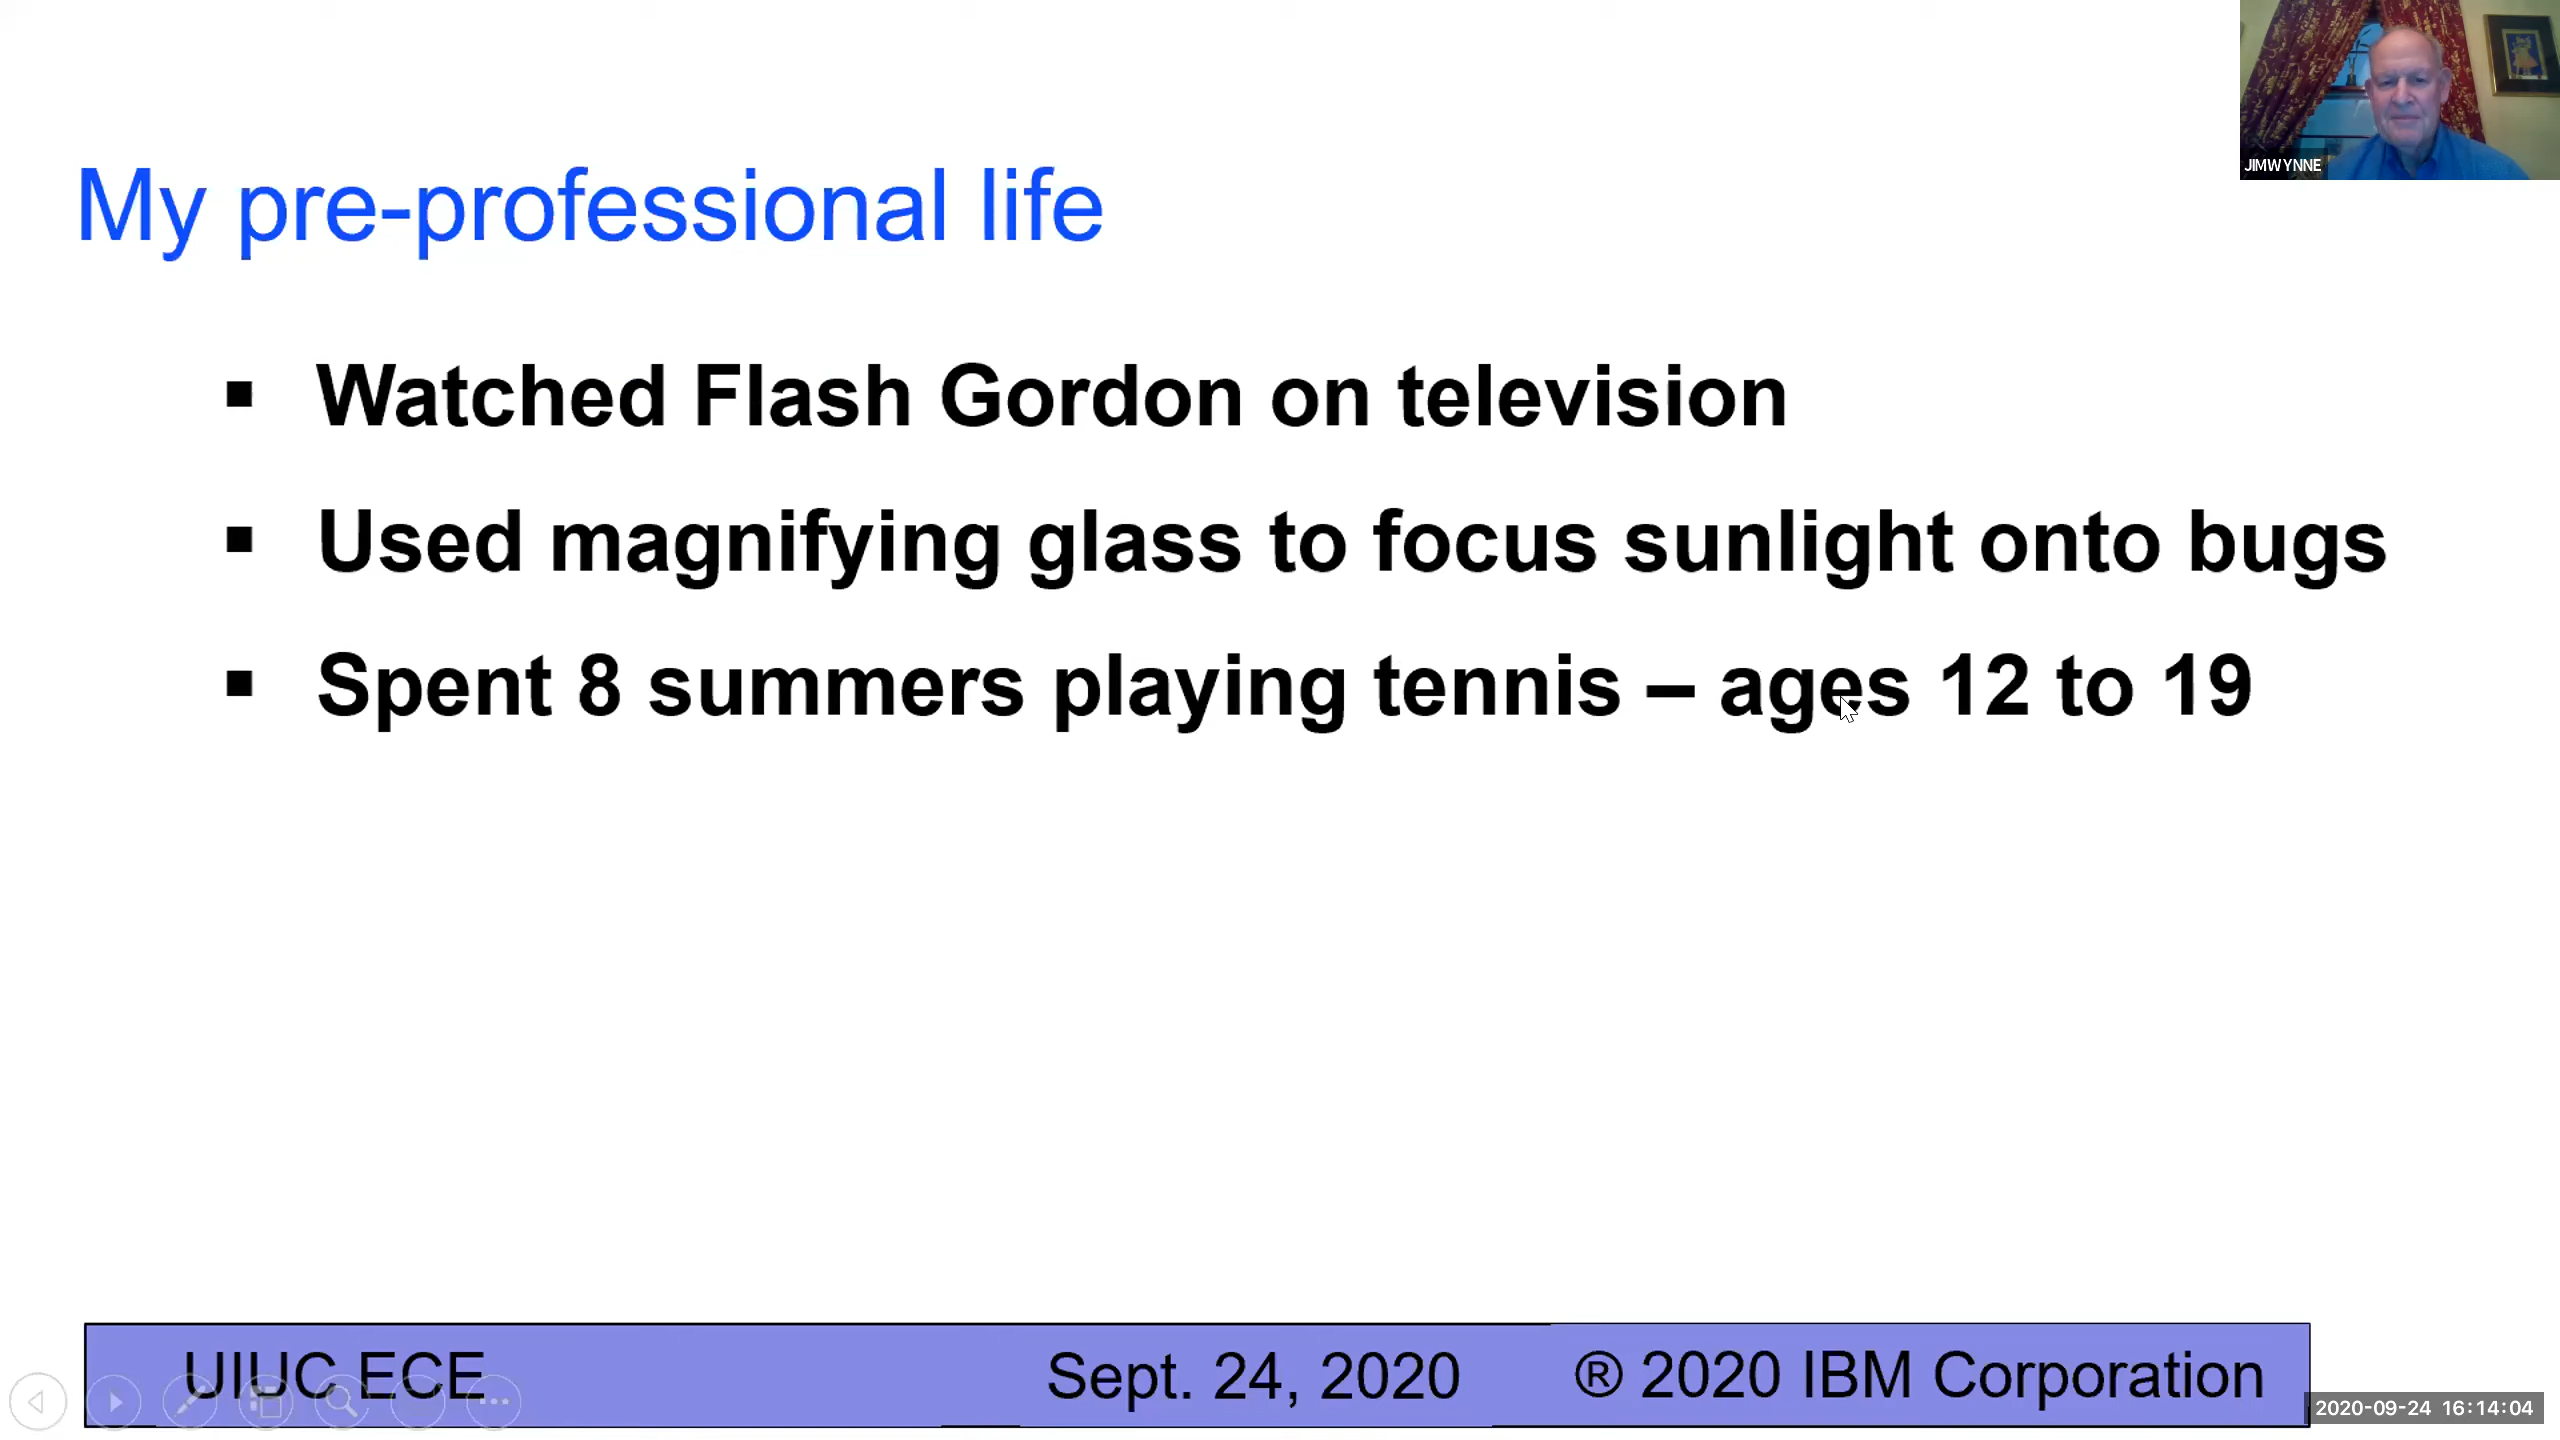 JIMWYNNE
My pre-professional life
▪ Watched Flash Gordon on television
▪ Used magnifying glass to focus sunlight onto bugs
▪ Spent 8 summers playing tennis – ages 12 to 19
UIUC ECE Sept. 24, 2020 ® 2020 IBM Corporation
2020-09-24 16:14:04